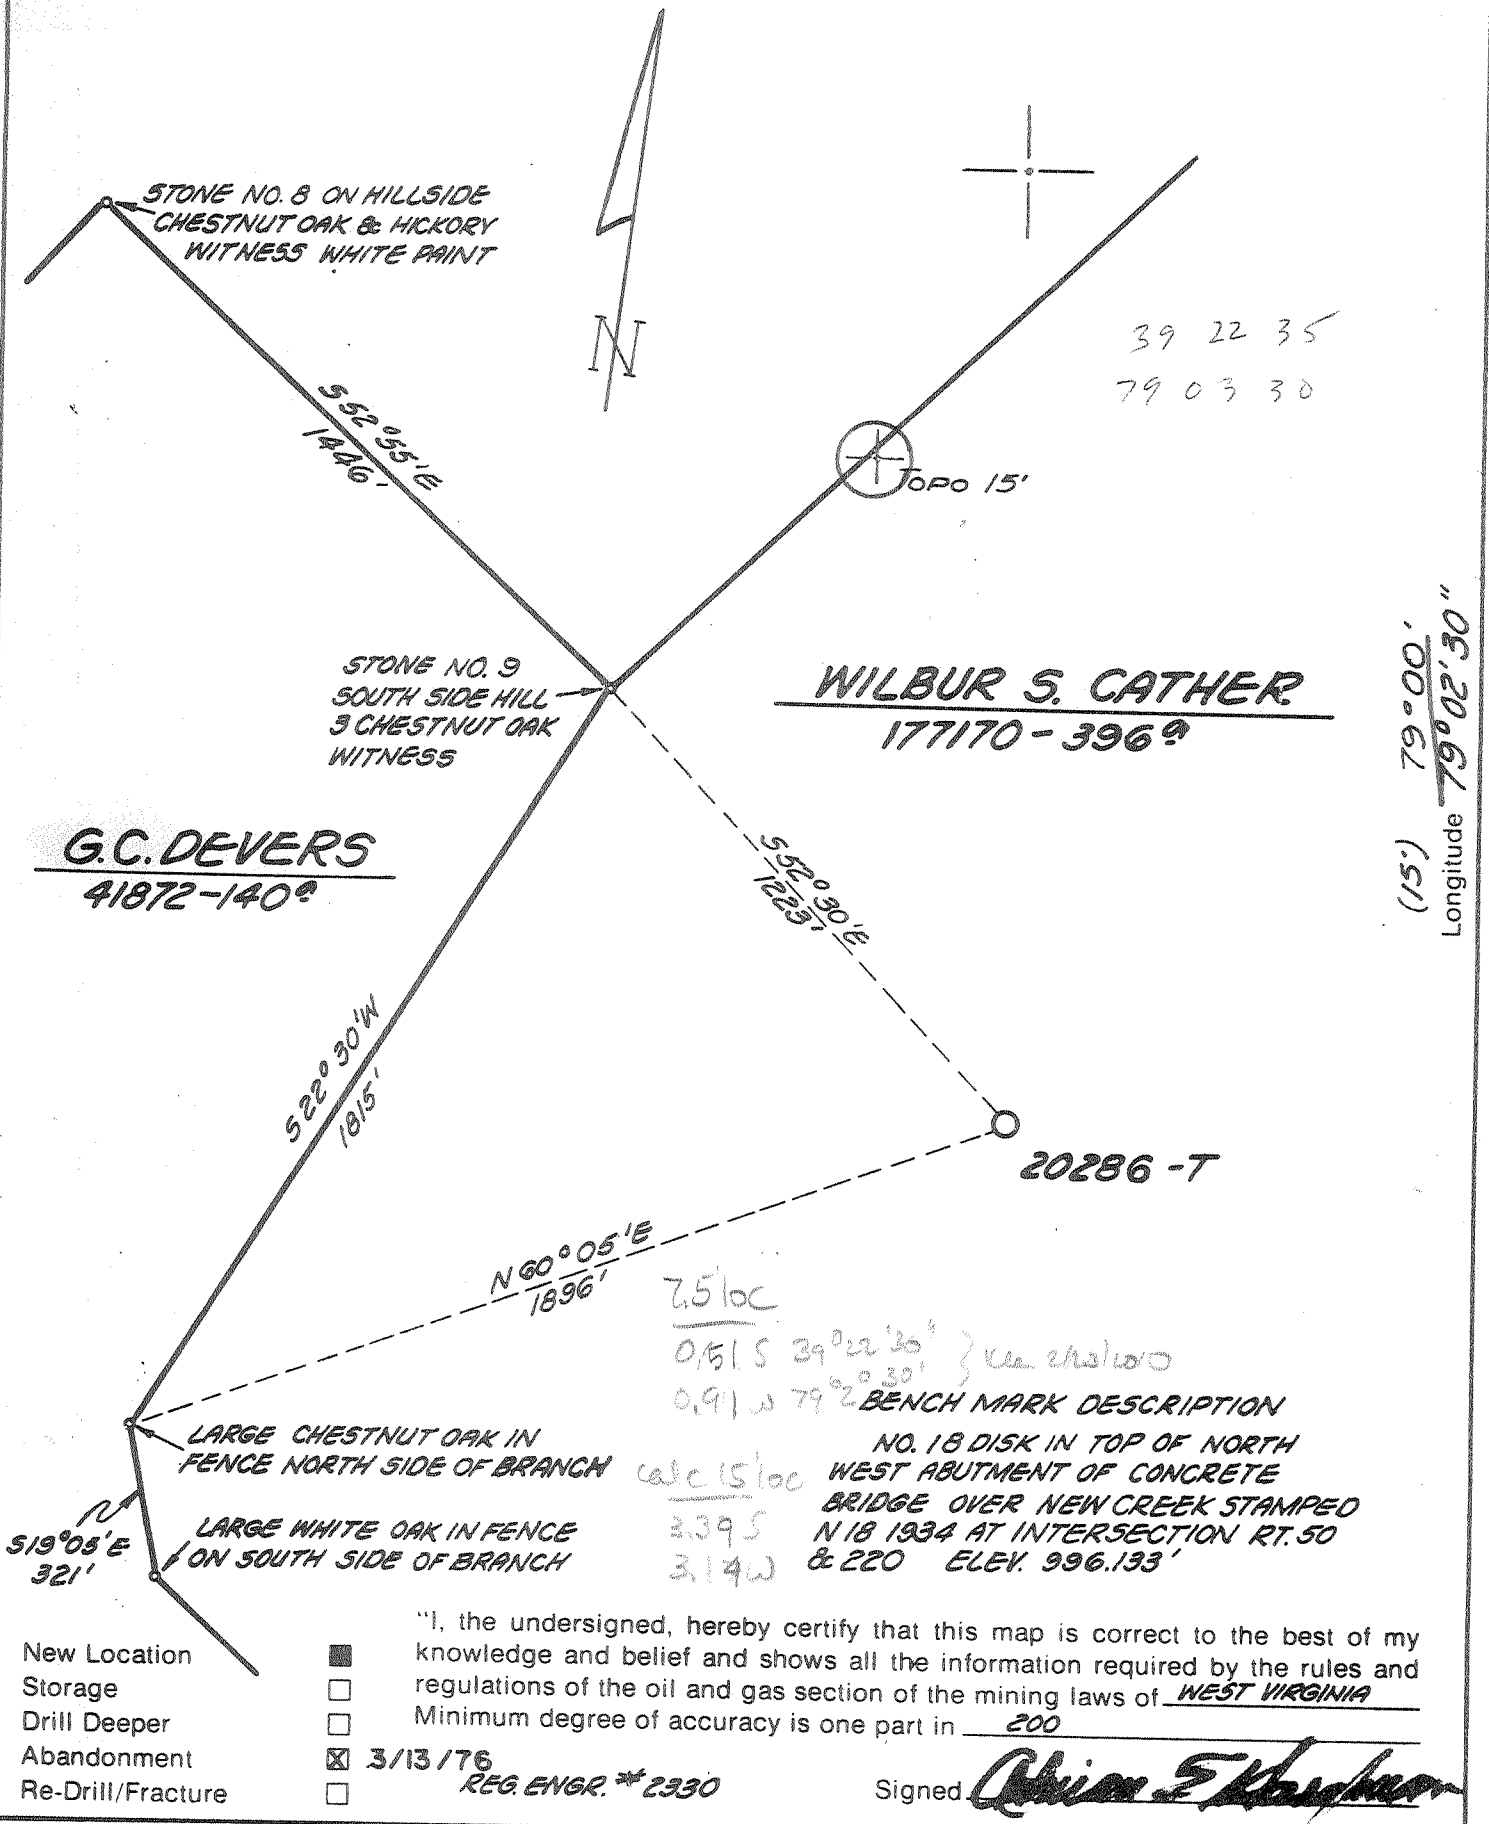 STONE NO. 8 ON HILLSIDE
CHESTNUT OAK & HICKORY
WITNESS WHITE PAINT
N
39 22 35
79 03 30
S52°55'E
1446'
TOPO 15'
STONE NO. 9
SOUTH SIDE HILL
3 CHESTNUT OAK
WITNESS
WILBUR S. CATHER
177170-396ᵃ
(15') 79°00'
Longitude 79°02'30"
G.C. DEVERS
41872-140ᵃ
S52°30'E
1223'
S22°30'W
1815'
20286-T
N60°05'E
1896'
7.5 loc
0.51 S 39°22'30"
0.91 W 79°2'30"
BENCH MARK DESCRIPTION
NO. 18 DISK IN TOP OF NORTH
WEST ABUTMENT OF CONCRETE
BRIDGE OVER NEW CREEK STAMPED
N 18 1934 AT INTERSECTION RT. 50
& 220 ELEV. 996.133'
LARGE CHESTNUT OAK IN
FENCE NORTH SIDE OF BRANCH
calc 15 loc
3.39 S
3.14 W
S19°05'E
321'
LARGE WHITE OAK IN FENCE
ON SOUTH SIDE OF BRANCH
New Location
Storage
Drill Deeper
Abandonment 3/13/76
Re-Drill/Fracture
REG. ENGR. #2330
"I, the undersigned, hereby certify that this map is correct to the best of my
knowledge and belief and shows all the information required by the rules and
regulations of the oil and gas section of the mining laws of WEST VIRGINIA
Minimum degree of accuracy is one part in 200
Signed